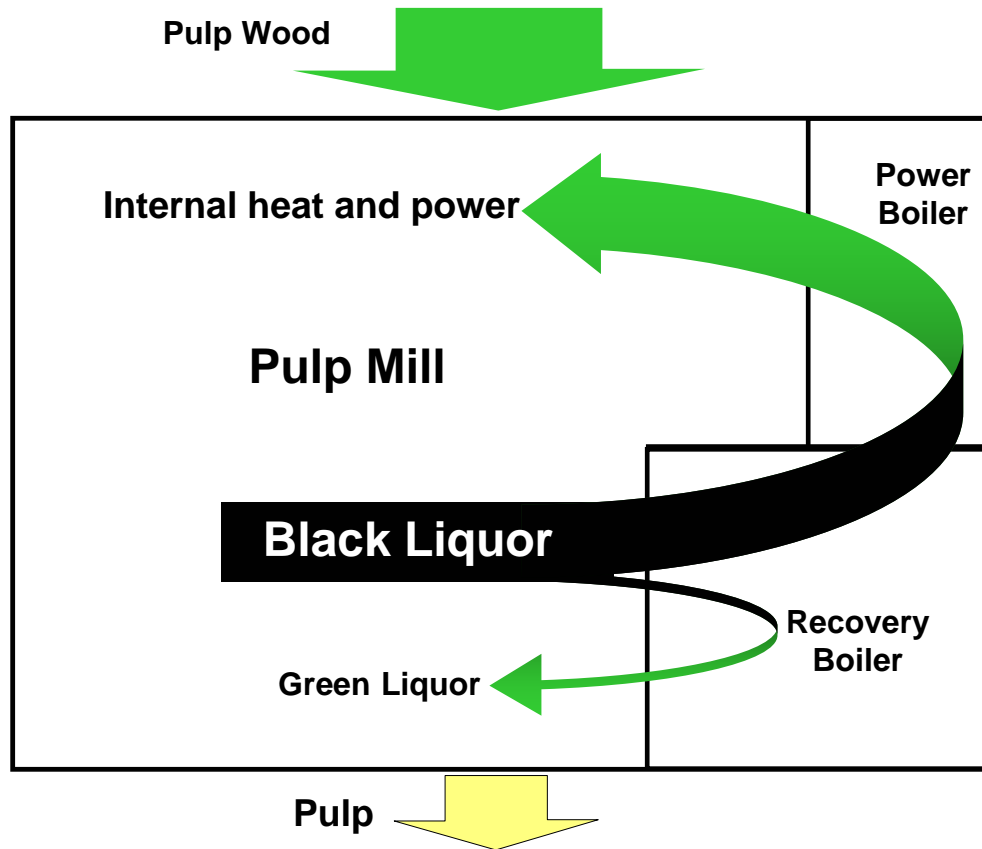 Pulp Wood
Internal heat and power
Power
Boiler
Pulp Mill
Black Liquor
Recovery
Boiler
Green Liquor
Pulp